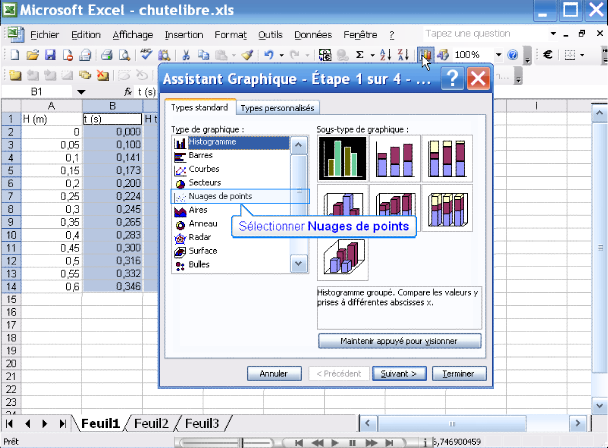 Microsoft Excel - chutelibre.xls
Fichier Edition Affichage Insertion Format Outils Données Fenêtre ? Tapez une question
100%
B1 fx t (s)
A B I
1 H (m) t (s) H t
2 0 0,000
3 0,05 0,100
4 0,1 0,141
5 0,15 0,173
6 0,2 0,200
7 0,25 0,224
8 0,3 0,245
9 0,35 0,265
10 0,4 0,283
11 0,45 0,300
12 0,5 0,316
13 0,55 0,332
14 0,6 0,346
15
16
17
18
19
20
21
22
23
Assistant Graphique - Étape 1 sur 4 - ...
Types standard Types personnalisés
Type de graphique :
Histogramme
Barres
Courbes
Secteurs
Nuages de points
Aires
Anneau
Radar
Surface
Bulles
Sélectionner Nuages de points
Sous-type de graphique :
Histogramme groupé. Compare les valeurs y
prises à différentes abscisses x.
Maintenir appuyé pour visionner
Annuler < Précédent Suivant > Terminer
Feuil1 Feuil2 Feuil3
Prêt